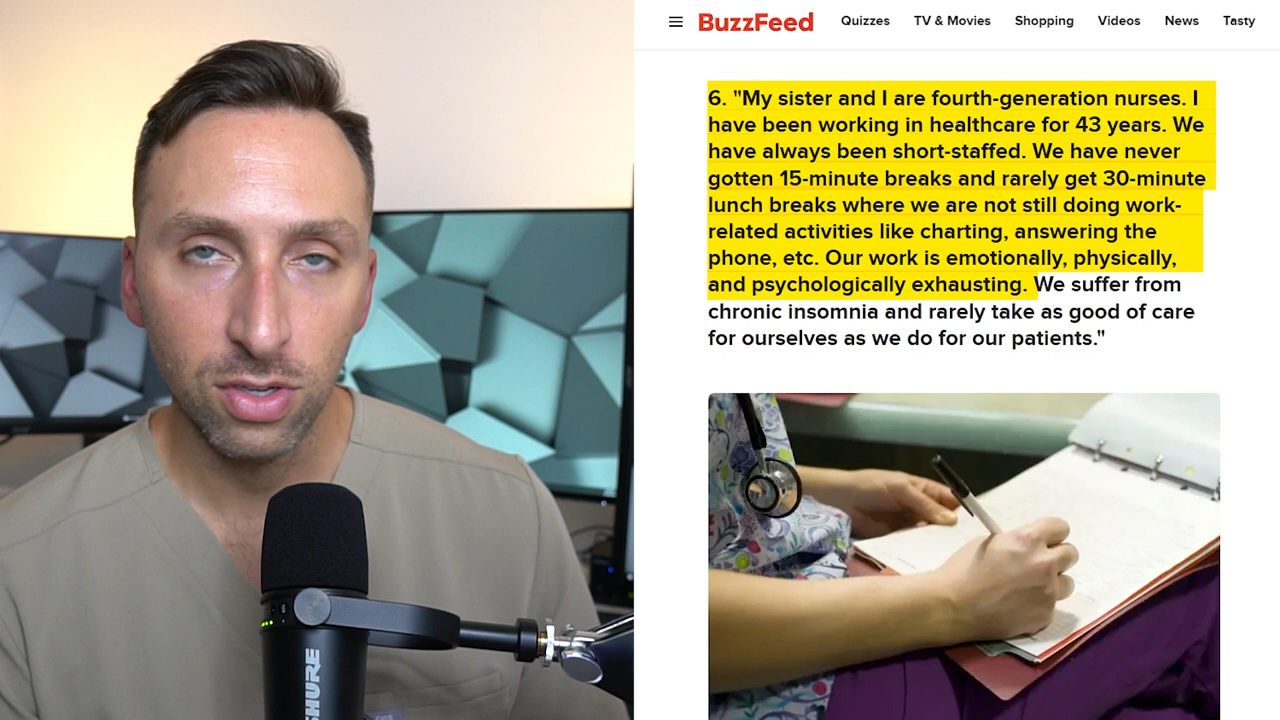 BuzzFeed
Quizzes TV & Movies Shopping Videos News Tasty
6. "My sister and I are fourth-generation nurses. I
have been working in healthcare for 43 years. We
have always been short-staffed. We have never
gotten 15-minute breaks and rarely get 30-minute
lunch breaks where we are not still doing work-
related activities like charting, answering the
phone, etc. Our work is emotionally, physically,
and psychologically exhausting. We suffer from
chronic insomnia and rarely take as good of care
for ourselves as we do for our patients."
SHURE